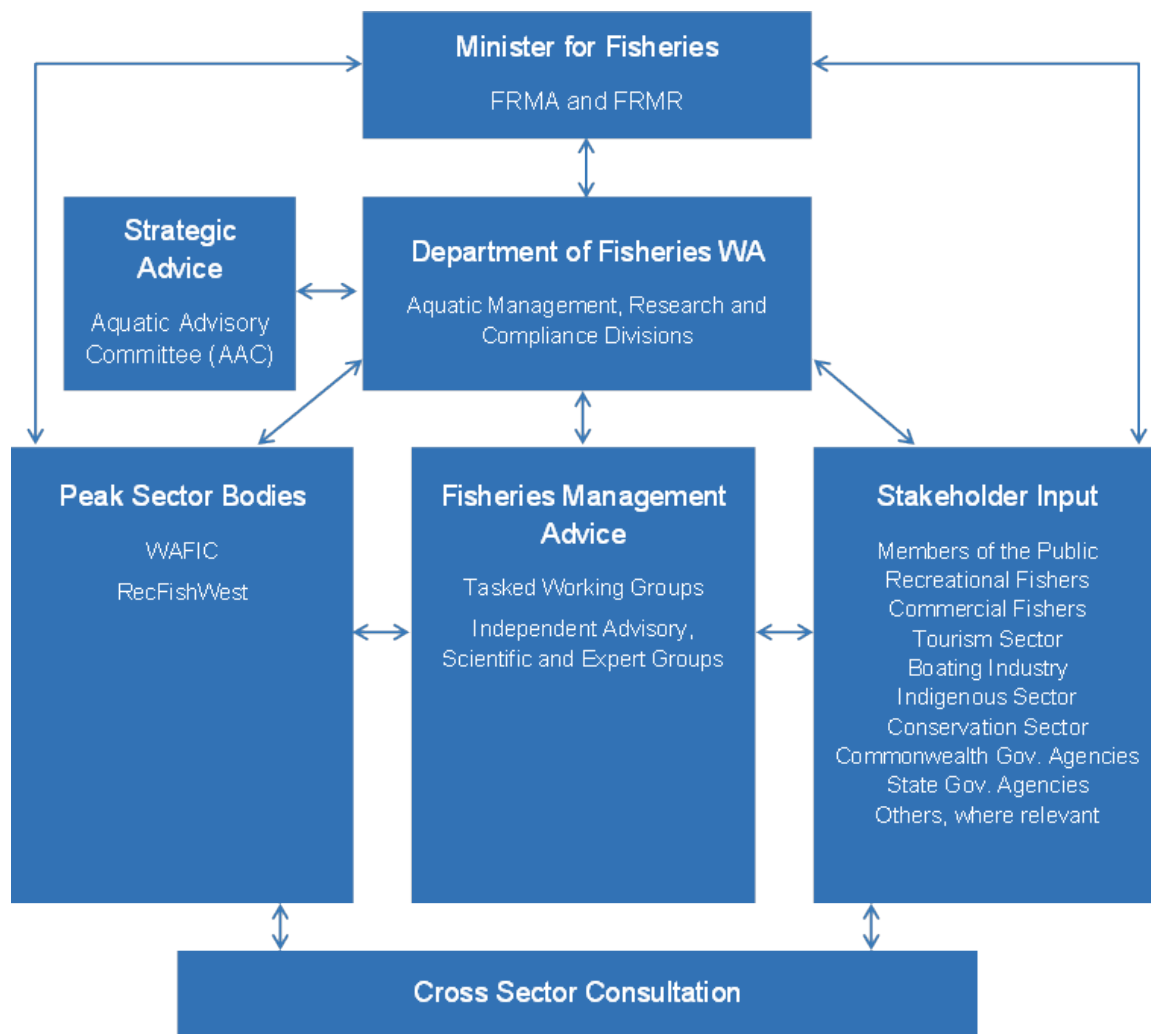 Minister for Fisheries
FRMA and FRMR
Strategic
Advice
Aquatic Advisory
Committee (AAC)
Department of Fisheries WA
Aquatic Management, Research and
Compliance Divisions
Peak Sector Bodies
WAFIC
RecFishWest
Fisheries Management
Advice
Tasked Working Groups
Independent Advisory,
Scientific and Expert Groups
Stakeholder Input
Members of the Public
Recreational Fishers
Commercial Fishers
Tourism Sector
Boating Industry
Indigenous Sector
Conservation Sector
Commonwealth Gov. Agencies
State Gov. Agencies
Others, where relevant
Cross Sector Consultation